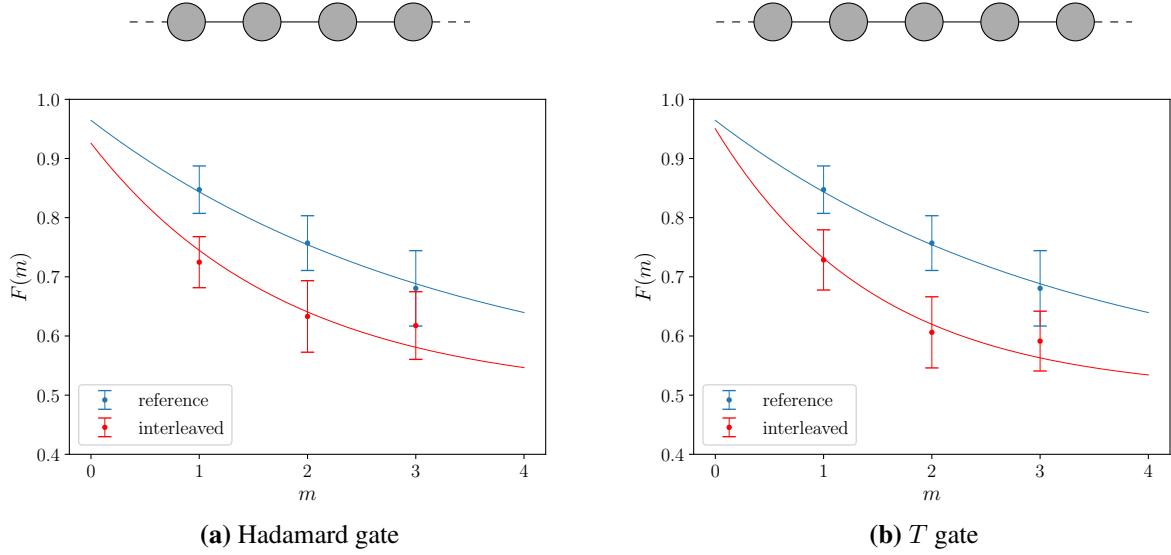 1.0
0.9
0.8
0.7
0.6
0.5
0.4
F(m)
reference
interleaved
0 1 2 3 4
m
(a) Hadamard gate
1.0
0.9
0.8
0.7
0.6
0.5
0.4
F(m)
reference
interleaved
0 1 2 3 4
m
(b) T gate